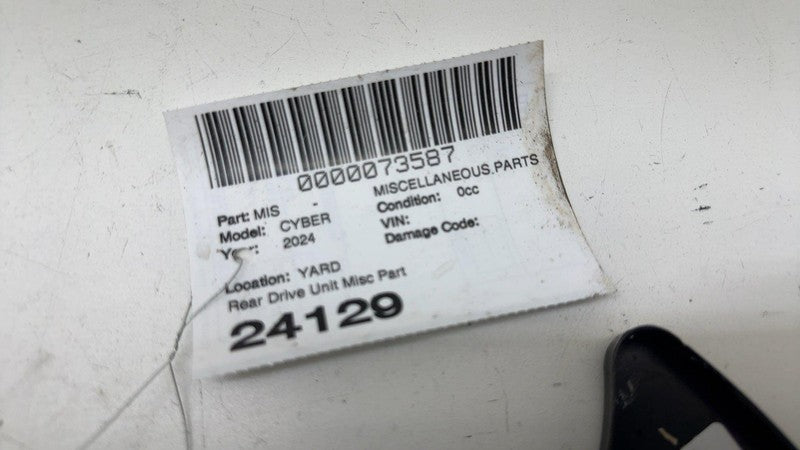 0000073587
Part: MIS - MISCELLANEOUS.PARTS
Model: CYBER Condition: 0cc
Year: 2024 VIN:
Damage Code:
Location: YARD
Rear Drive Unit Misc Part
24129